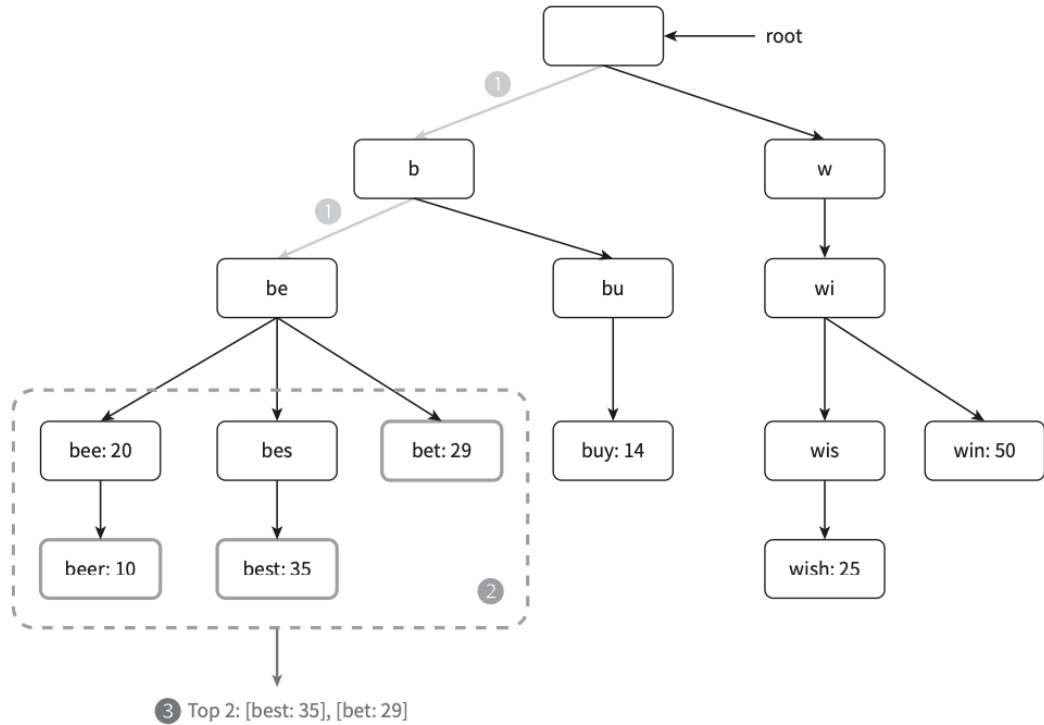 root
1
b
w
1
be
bu
wi
bee: 20
bes
bet: 29
buy: 14
wis
win: 50
beer: 10
best: 35
wish: 25
2
3 Top 2: [best: 35], [bet: 29]